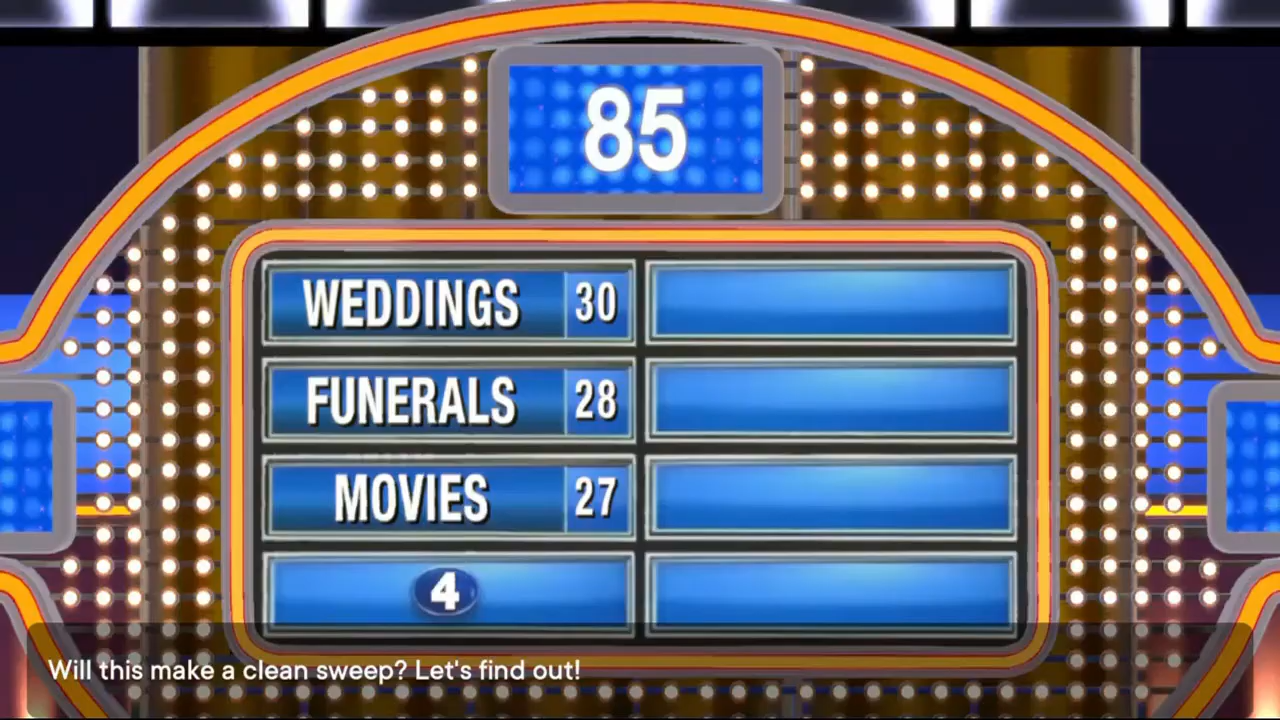 85
WEDDINGS 30
FUNERALS 28
MOVIES 27
4
Will this make a clean sweep? Let's find out!